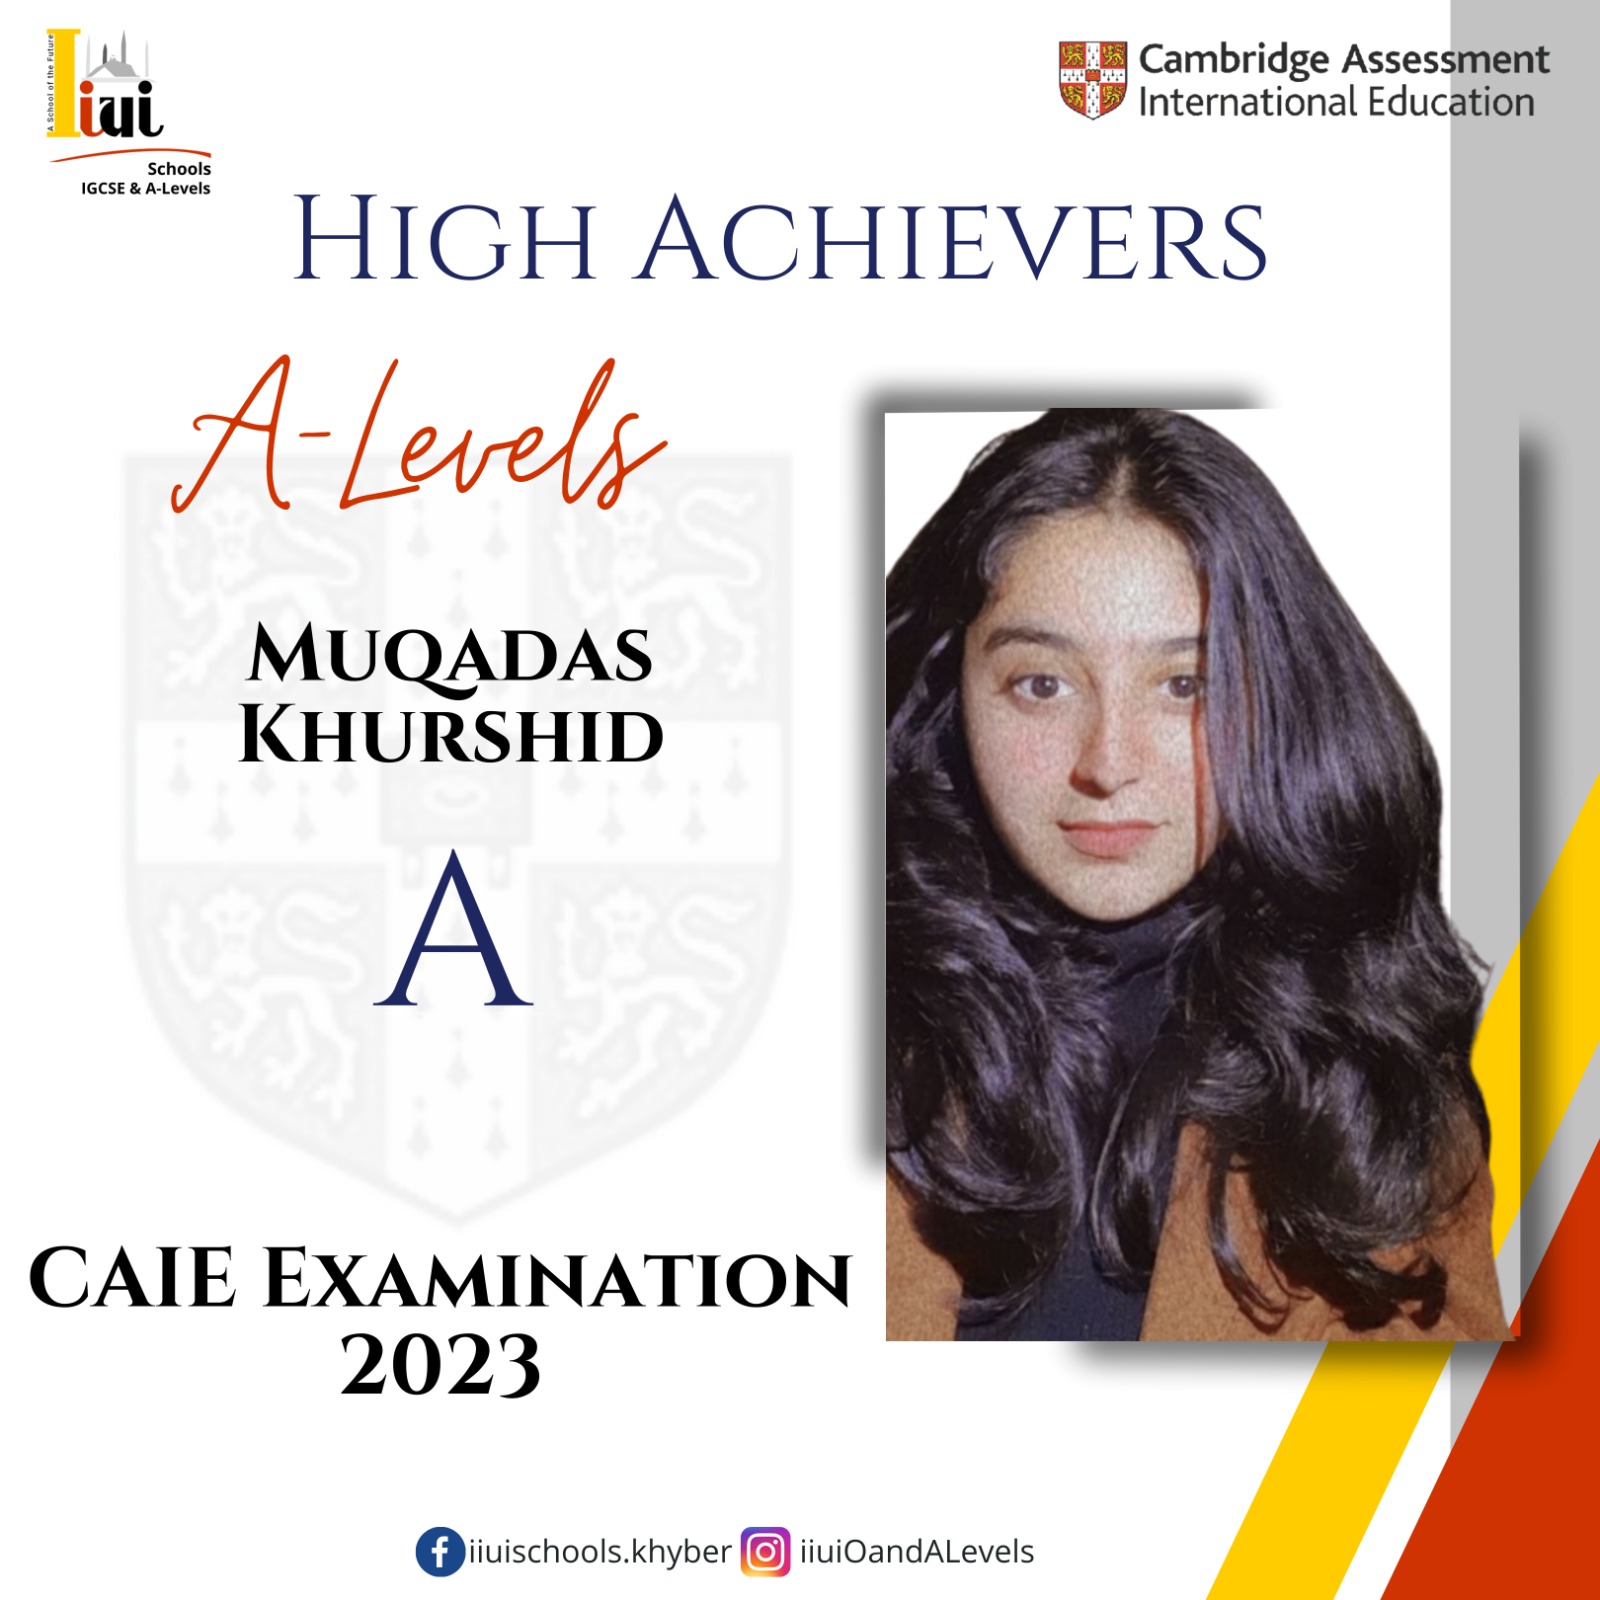 A School of the Future
iiui
Schools
IGCSE & A-Levels
Cambridge Assessment
International Education
HIGH ACHIEVERS
A-Levels
MUQADAS
KHURSHID
A
CAIE EXAMINATION
2023
iiuischools.khyber
iiuiOandALevels